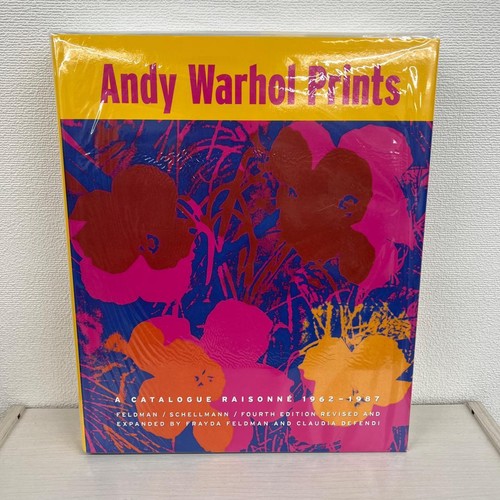 Andy Warhol Prints
A CATALOGUE RAISONNÉ 1962–1987
FELDMAN / SCHELLMANN / FOURTH EDITION REVISED AND
EXPANDED BY FRAYDA FELDMAN AND CLAUDIA DEFENDI